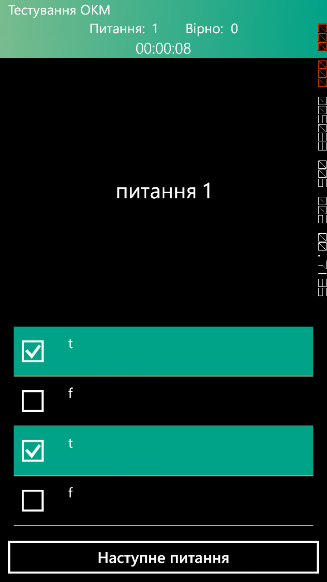 Тестування ОКМ
Питання: 1 Вірно: 0
00:00:08
питання 1
t
f
t
f
Наступне питання